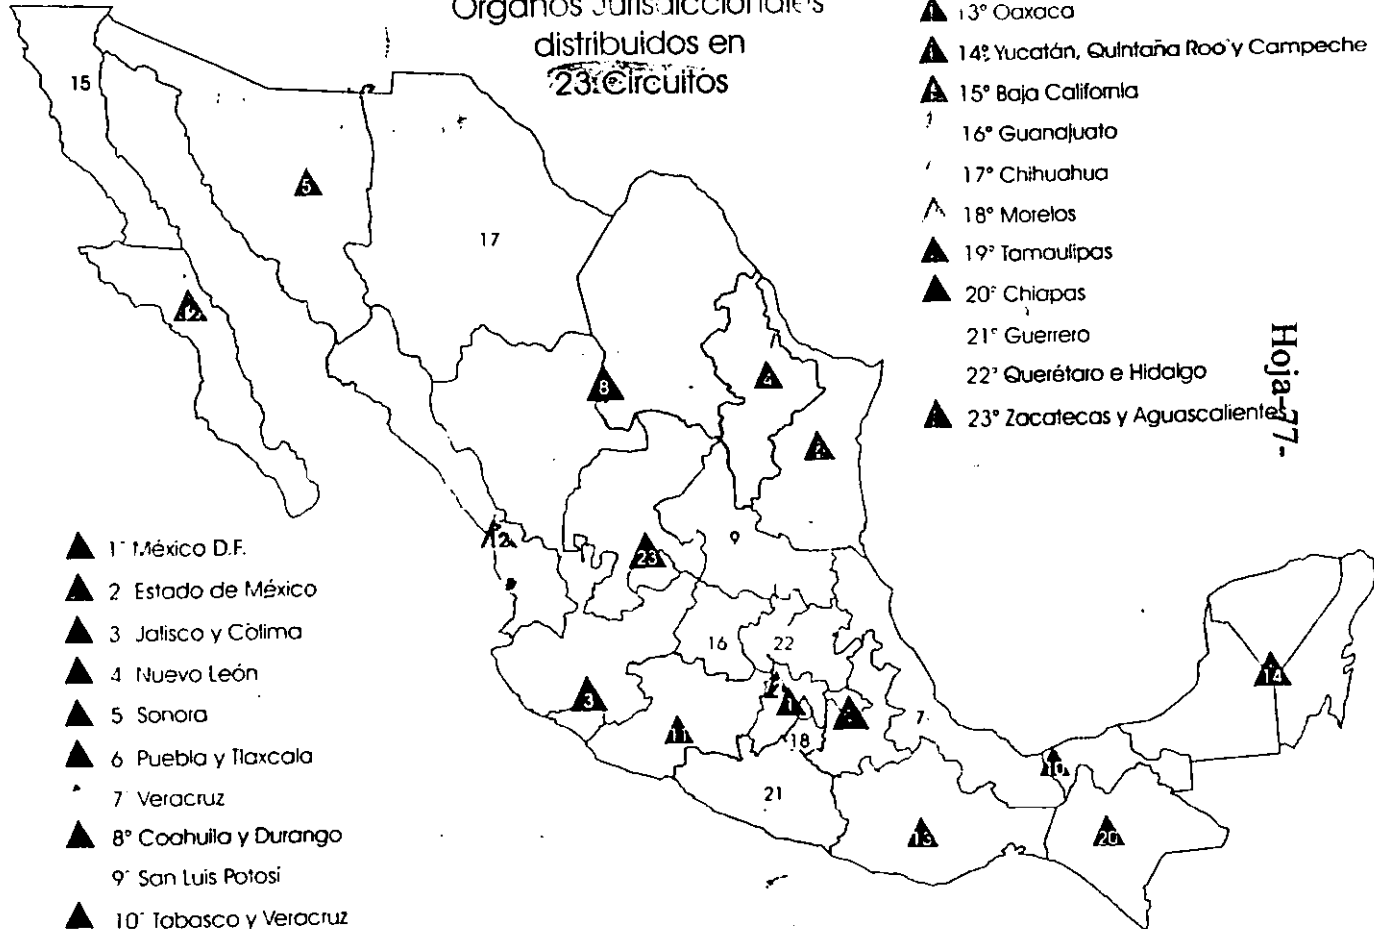 Organos Jurisdiccionales
distribuidos en
23 Circuitos
13° Oaxaca
14° Yucatán, Quintaña Roo y Campeche
15° Baja California
16° Guanajuato
17° Chihuahua
18° Morelos
19° Tamaulipas
20° Chiapas
21° Guerrero
22° Querétaro e Hidalgo
23° Zacatecas y Aguascalientes
Hoja-77-
1° México D.F.
2 Estado de México
3 Jalisco y Colima
4 Nuevo León
5 Sonora
6 Puebla y Tlaxcala
7 Veracruz
8° Coahuila y Durango
9° San Luis Potosí
10° Tabasco y Veracruz
15
5
17
12
8
4
12
9
23
16
22
14
3
2
1
7
11
18
10
21
13
20